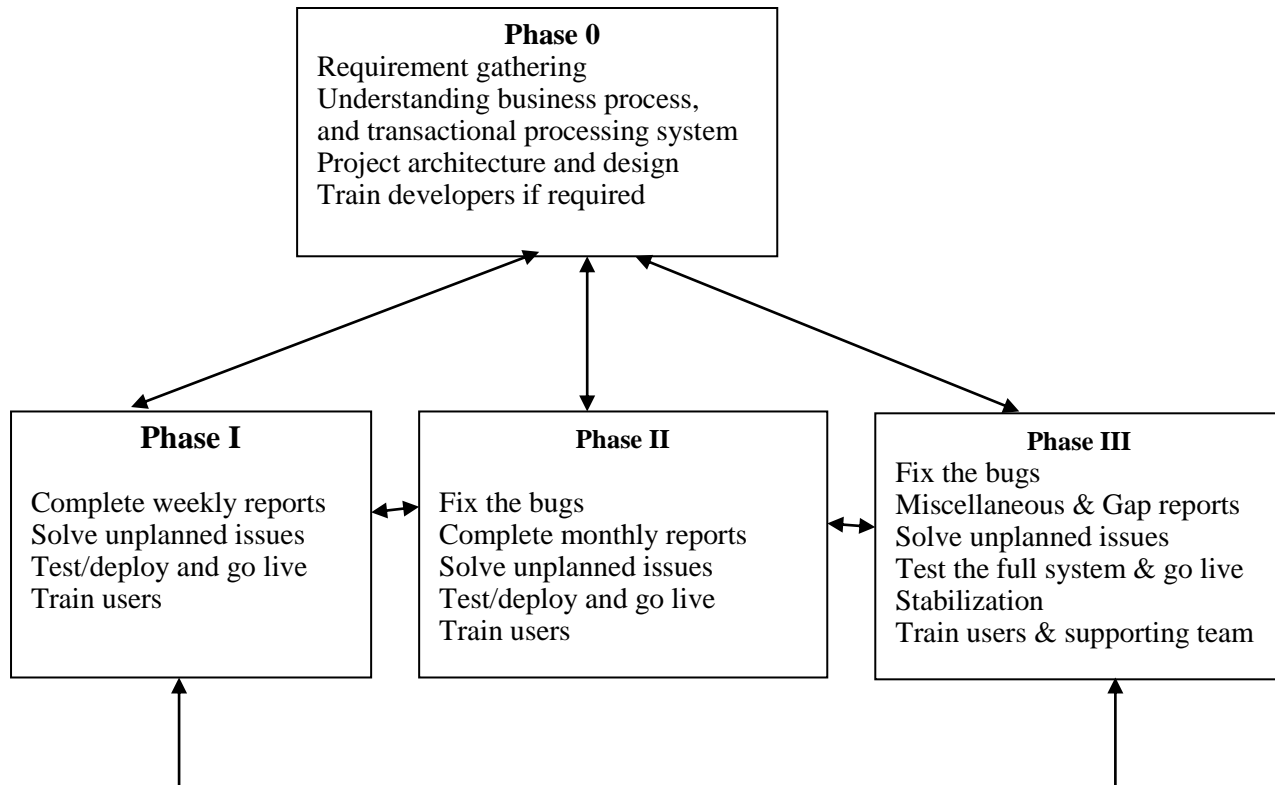 Phase 0
Requirement gathering
Understanding business process,
and transactional processing system
Project architecture and design
Train developers if required
Phase I
Complete weekly reports
Solve unplanned issues
Test/deploy and go live
Train users
Phase II
Fix the bugs
Complete monthly reports
Solve unplanned issues
Test/deploy and go live
Train users
Phase III
Fix the bugs
Miscellaneous & Gap reports
Solve unplanned issues
Test the full system & go live
Stabilization
Train users & supporting team